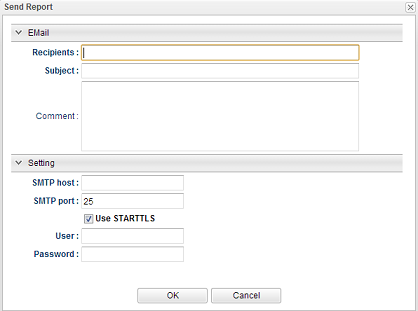 Send Report
EMail
Recipients :
Subject :
Comment :
Setting
SMTP host :
SMTP port : 25
Use STARTTLS
User :
Password :
OK Cancel